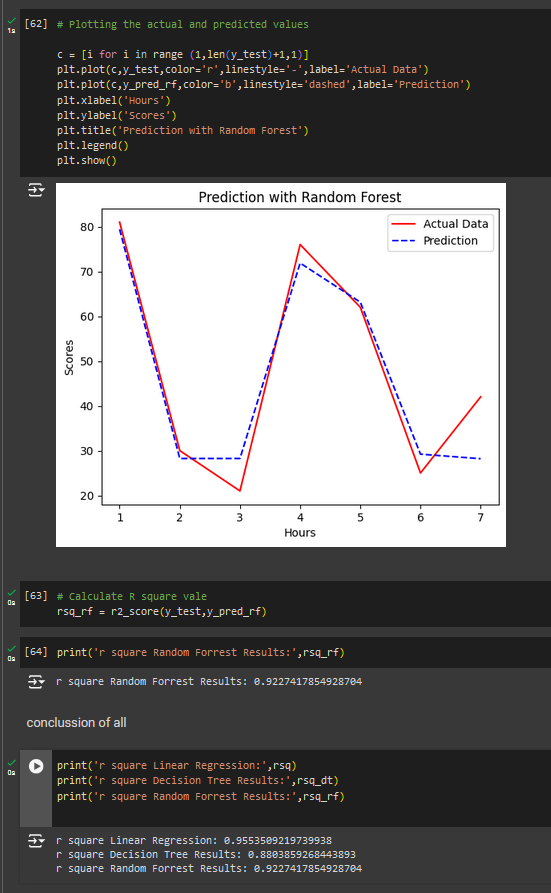 [62] # Plotting the actual and predicted values
1s
c = [i for i in range (1,len(y_test)+1,1)]
plt.plot(c,y_test,color='r',linestyle='-',label='Actual Data')
plt.plot(c,y_pred_rf,color='b',linestyle='dashed',label='Prediction')
plt.xlabel('Hours')
plt.ylabel('Scores')
plt.title('Prediction with Random Forest')
plt.legend()
plt.show()
Prediction with Random Forest
Actual Data
Prediction
80
70
60
50
40
30
20
Scores
1 2 3 4 5 6 7
Hours
[63] # Calculate R square vale
0s
rsq_rf = r2_score(y_test,y_pred_rf)
[64] print('r square Random Forrest Results:',rsq_rf)
0s
r square Random Forrest Results: 0.9227417854928704
conclussion of all
0s
print('r square Linear Regression:',rsq)
print('r square Decision Tree Results:',rsq_dt)
print('r square Random Forrest Results:',rsq_rf)
r square Linear Regression: 0.9553509219739938
r square Decision Tree Results: 0.8803859268443893
r square Random Forrest Results: 0.9227417854928704